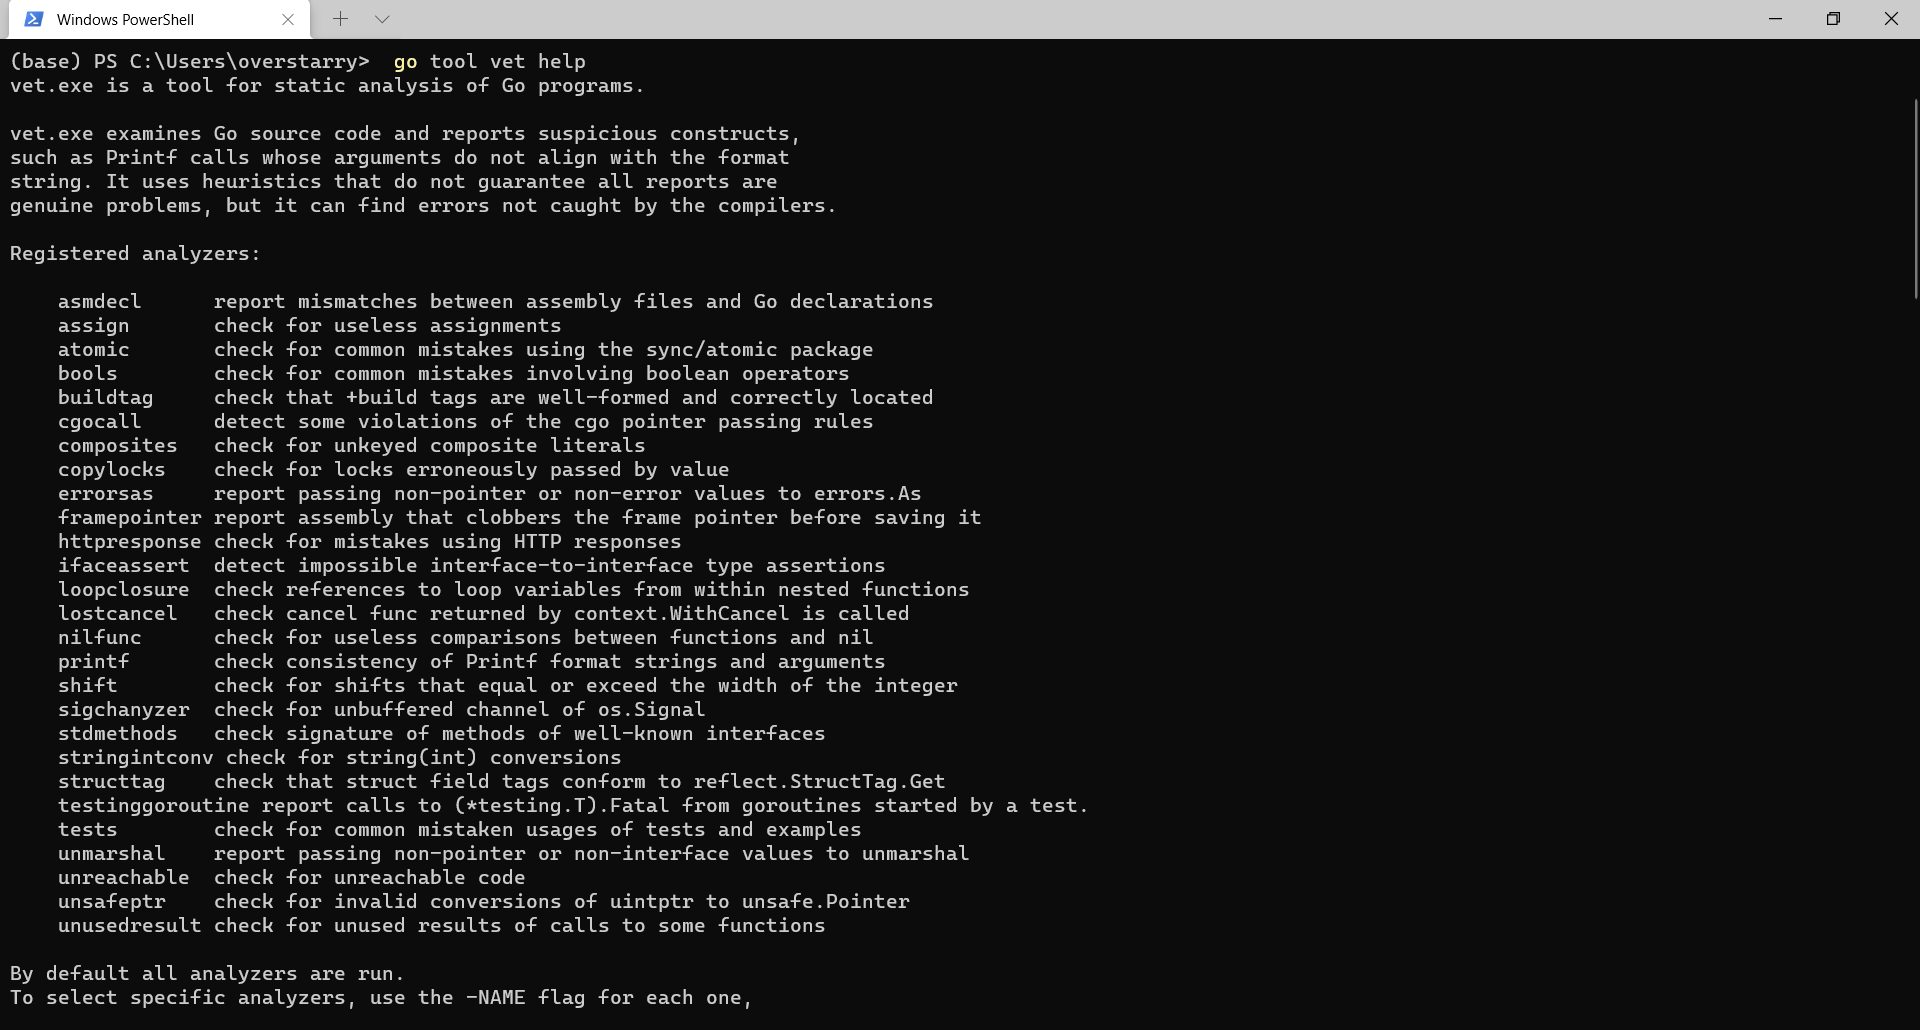 Windows PowerShell
(base) PS C:\Users\overstarry>  go tool vet help
vet.exe is a tool for static analysis of Go programs.

vet.exe examines Go source code and reports suspicious constructs,
such as Printf calls whose arguments do not align with the format
string. It uses heuristics that do not guarantee all reports are
genuine problems, but it can find errors not caught by the compilers.

Registered analyzers:

    asmdecl      report mismatches between assembly files and Go declarations
    assign       check for useless assignments
    atomic       check for common mistakes using the sync/atomic package
    bools        check for common mistakes involving boolean operators
    buildtag     check that +build tags are well-formed and correctly located
    cgocall      detect some violations of the cgo pointer passing rules
    composites   check for unkeyed composite literals
    copylocks    check for locks erroneously passed by value
    errorsas     report passing non-pointer or non-error values to errors.As
    framepointer report assembly that clobbers the frame pointer before saving it
    httpresponse check for mistakes using HTTP responses
    ifaceassert  detect impossible interface-to-interface type assertions
    loopclosure  check references to loop variables from within nested functions
    lostcancel   check cancel func returned by context.WithCancel is called
    nilfunc      check for useless comparisons between functions and nil
    printf       check consistency of Printf format strings and arguments
    shift        check for shifts that equal or exceed the width of the integer
    sigchanyzer  check for unbuffered channel of os.Signal
    stdmethods   check signature of methods of well-known interfaces
    stringintconv check for string(int) conversions
    structtag    check that struct field tags conform to reflect.StructTag.Get
    testinggoroutine report calls to (*testing.T).Fatal from goroutines started by a test.
    tests        check for common mistaken usages of tests and examples
    unmarshal    report passing non-pointer or non-interface values to unmarshal
    unreachable  check for unreachable code
    unsafeptr    check for invalid conversions of uintptr to unsafe.Pointer
    unusedresult check for unused results of calls to some functions

By default all analyzers are run.
To select specific analyzers, use the -NAME flag for each one,